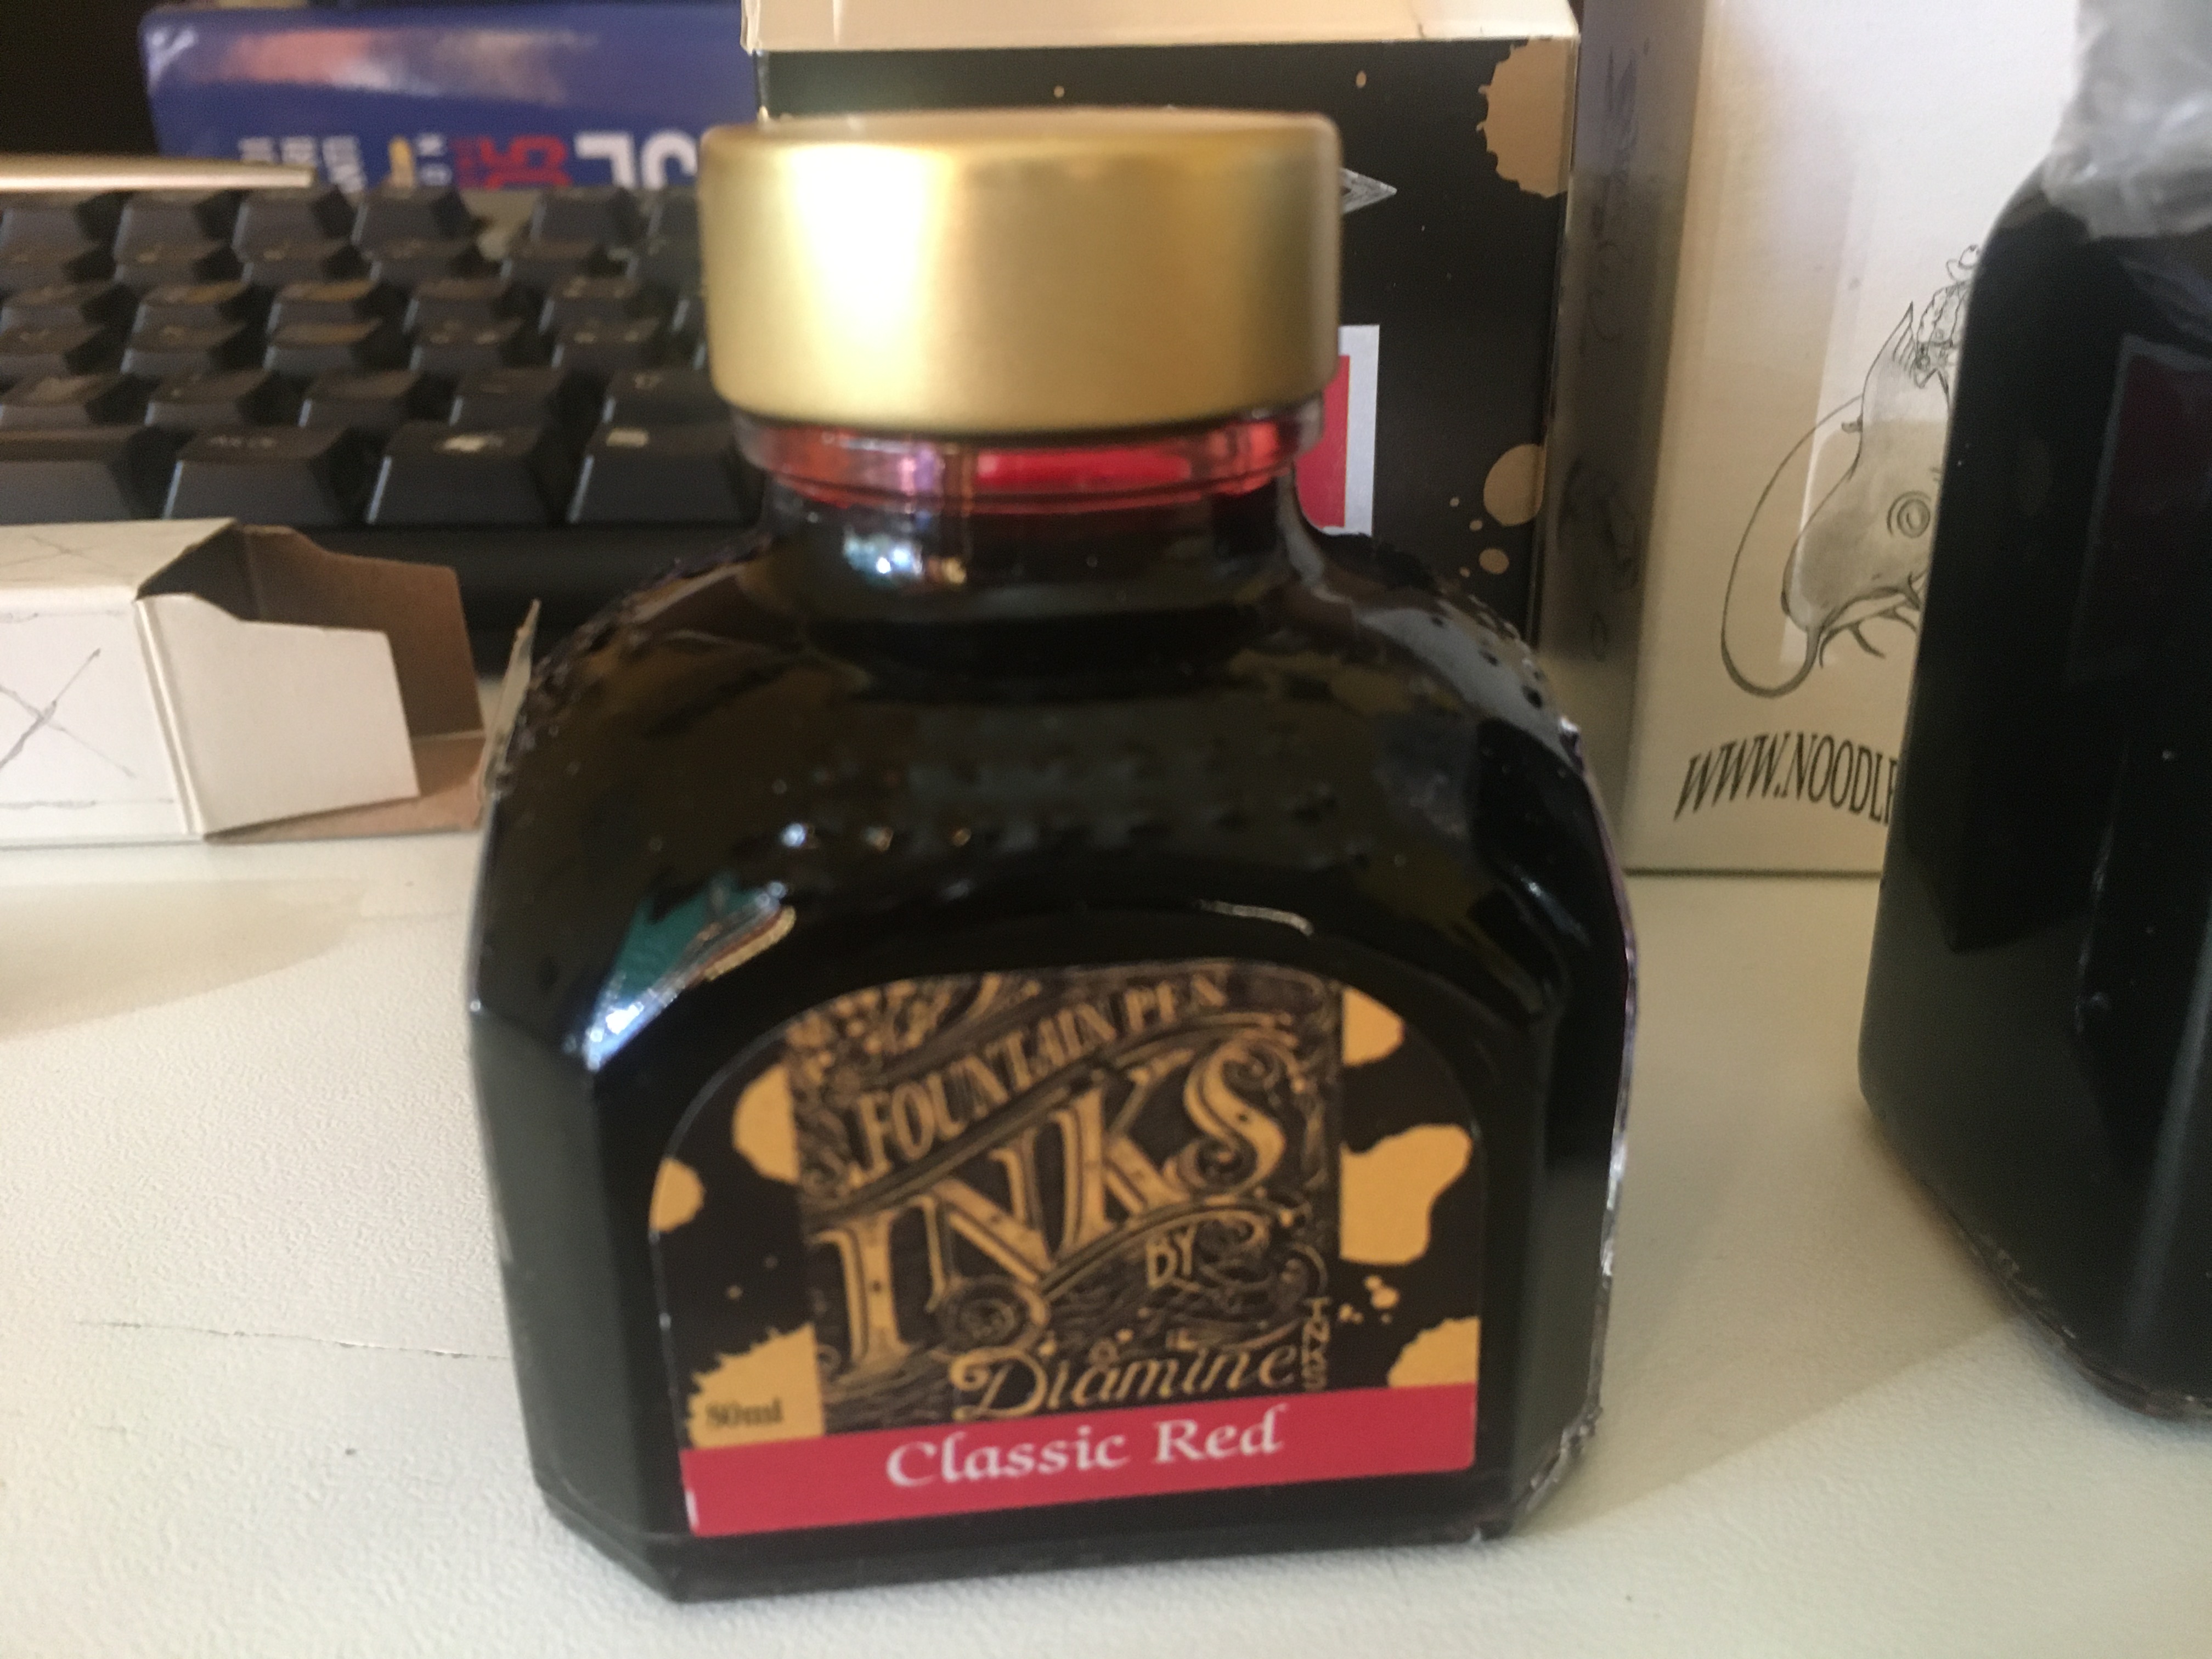 WWW.NOODLE
FOUNTAIN PEN
INKS
BY
Diamine
80ml
Classic Red